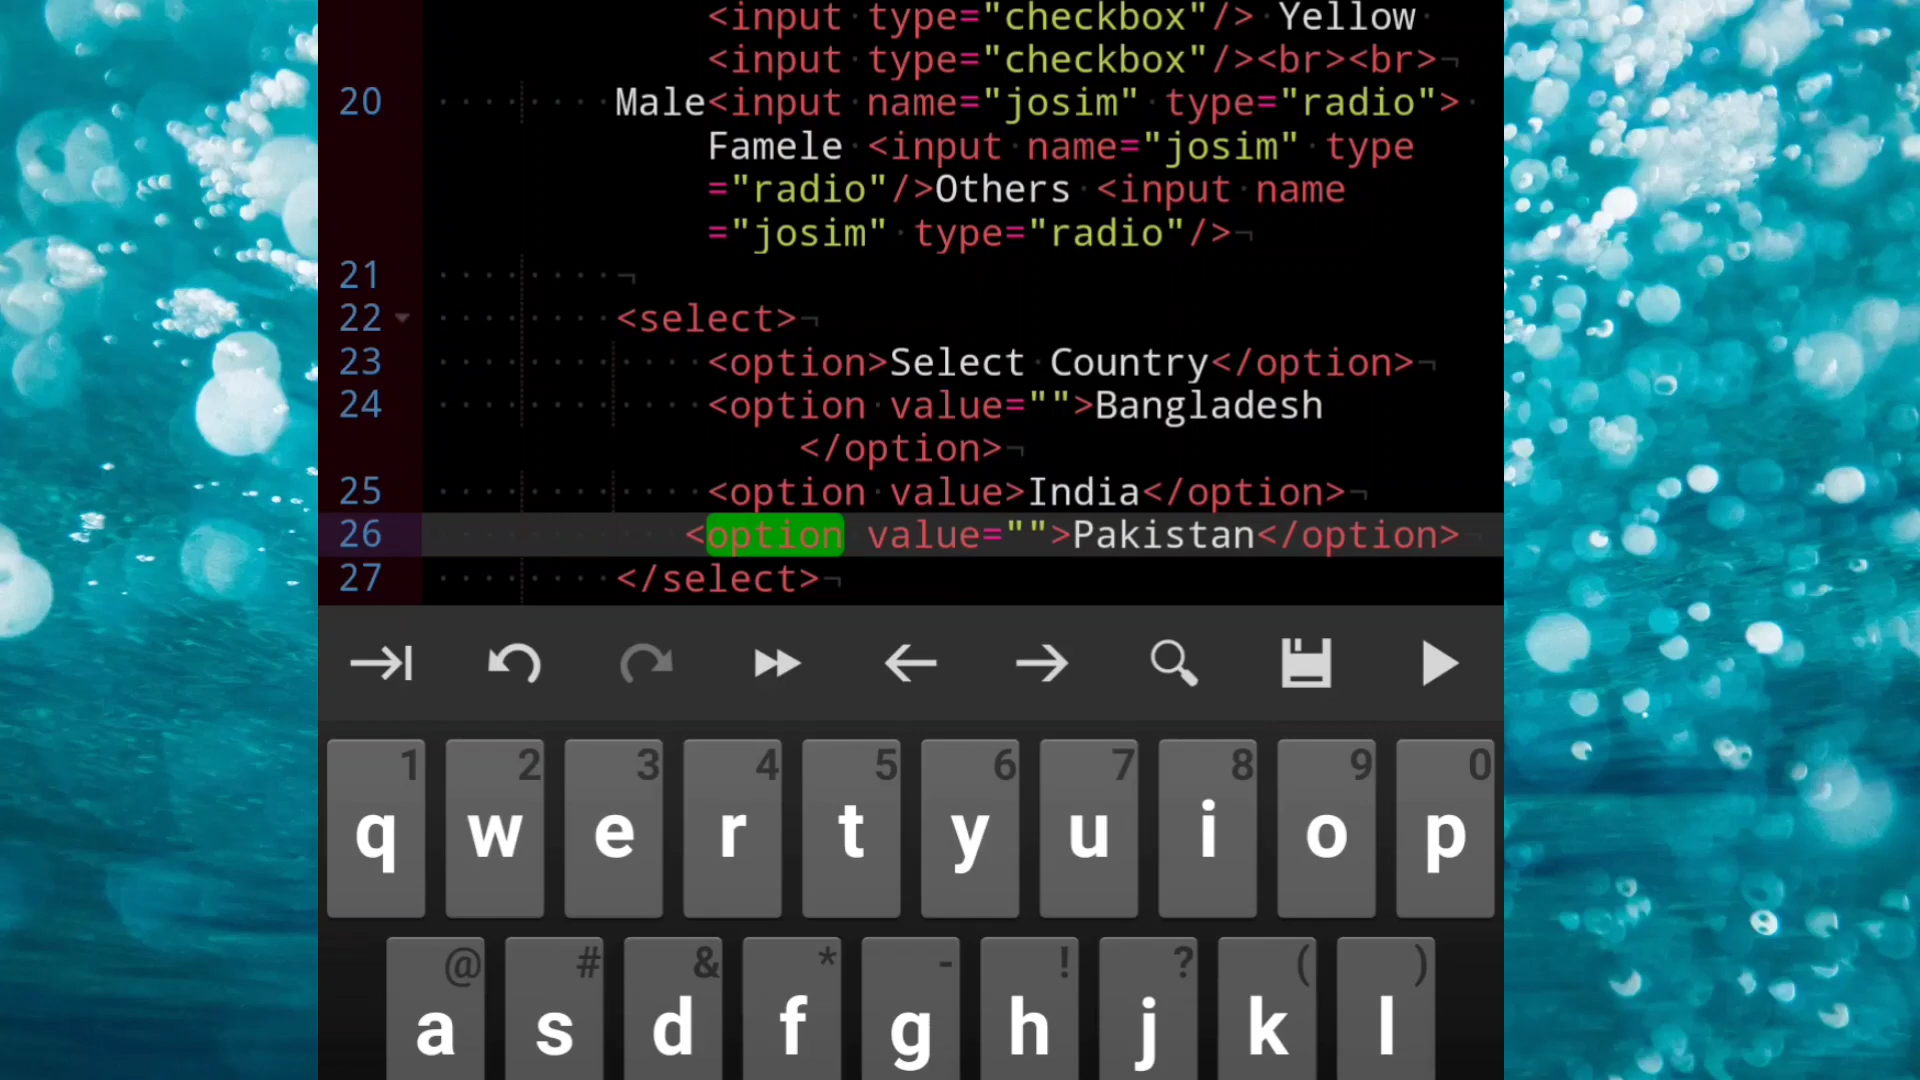 <input type="checkbox"/> Yellow
<input type="checkbox"/><br><br>
20 Male<input name="josim" type="radio">
Famele <input name="josim" type
="radio"/>Others <input name
="josim" type="radio"/>
21
22 <select>
23 <option>Select Country</option>
24 <option value="">Bangladesh
</option>
25 <option value>India</option>
26 <option value="">Pakistan</option>
27 </select>
1 2 3 4 5 6 7 8 9 0
q w e r t y u i o p
@ # & * - ! ? ( )
a s d f g h j k l